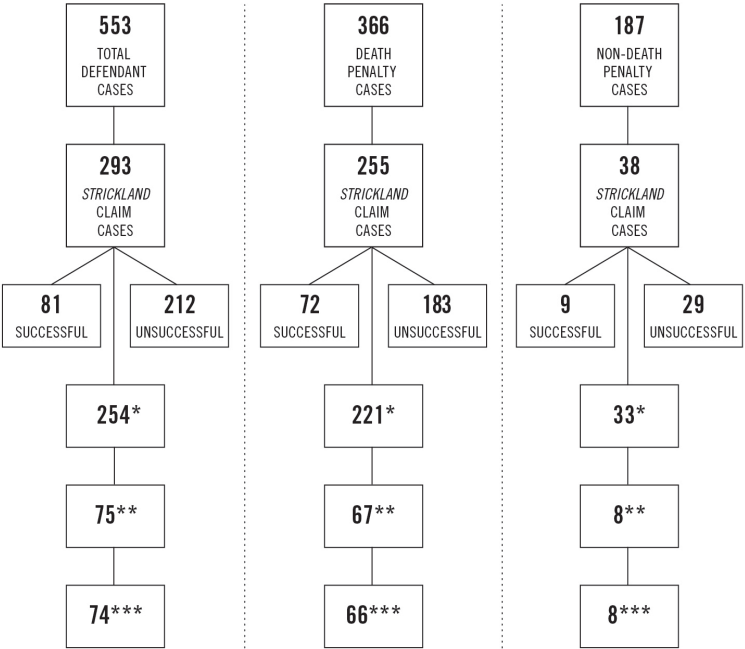 553
TOTAL
DEFENDANT
CASES
293
STRICKLAND
CLAIM
CASES
81
SUCCESSFUL
212
UNSUCCESSFUL
254*
75**
74***
366
DEATH
PENALTY
CASES
255
STRICKLAND
CLAIM
CASES
72
SUCCESSFUL
183
UNSUCCESSFUL
221*
67**
66***
187
NON-DEATH
PENALTY
CASES
38
STRICKLAND
CLAIM
CASES
9
SUCCESSFUL
29
UNSUCCESSFUL
33*
8**
8***